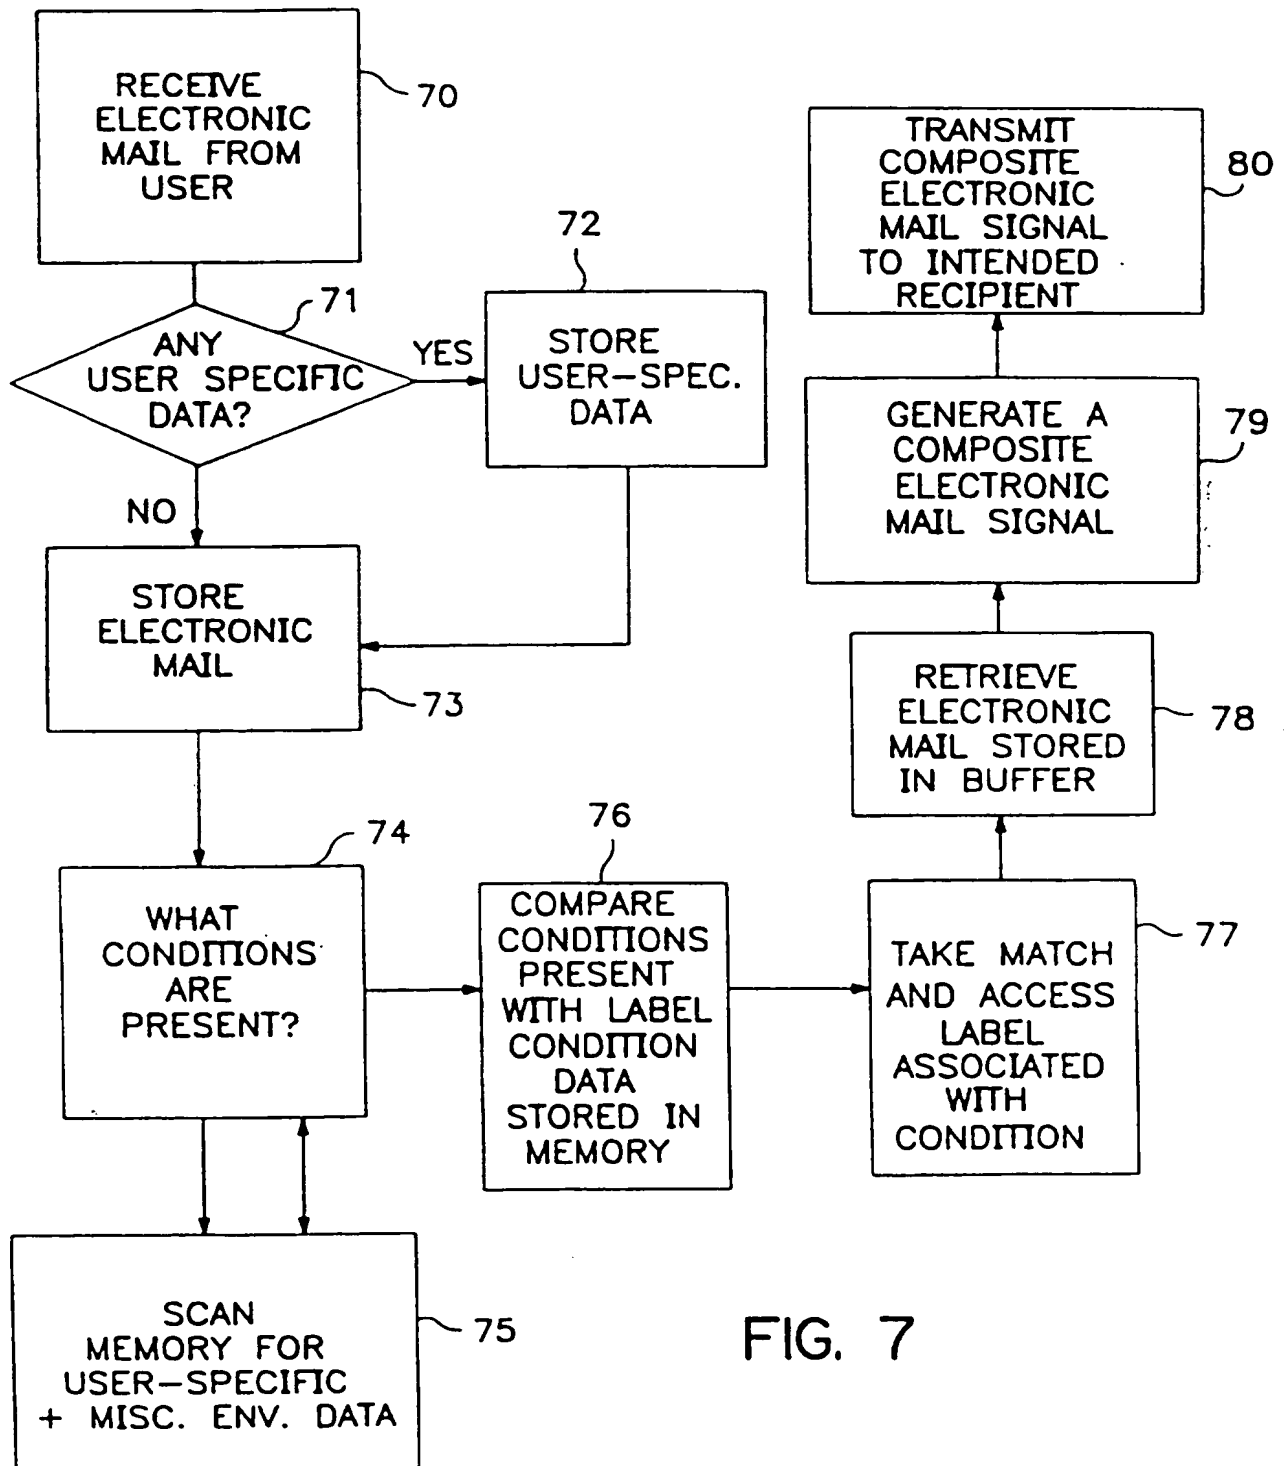 RECEIVE
ELECTRONIC
MAIL FROM
USER
70
71
ANY
USER SPECIFIC
DATA?
YES
NO
72
STORE
USER-SPEC.
DATA
STORE
ELECTRONIC
MAIL
73
74
WHAT
CONDITIONS
ARE
PRESENT?
SCAN
MEMORY FOR
USER-SPECIFIC
+ MISC. ENV. DATA
75
76
COMPARE
CONDITIONS
PRESENT
WITH LABEL
CONDITION
DATA
STORED IN
MEMORY
TAKE MATCH
AND ACCESS
LABEL
ASSOCIATED
WITH
CONDITION
77
RETRIEVE
ELECTRONIC
MAIL STORED
IN BUFFER
78
GENERATE A
COMPOSITE
ELECTRONIC
MAIL SIGNAL
79
TRANSMIT
COMPOSITE
ELECTRONIC
MAIL SIGNAL
TO INTENDED
RECIPIENT
80
FIG. 7